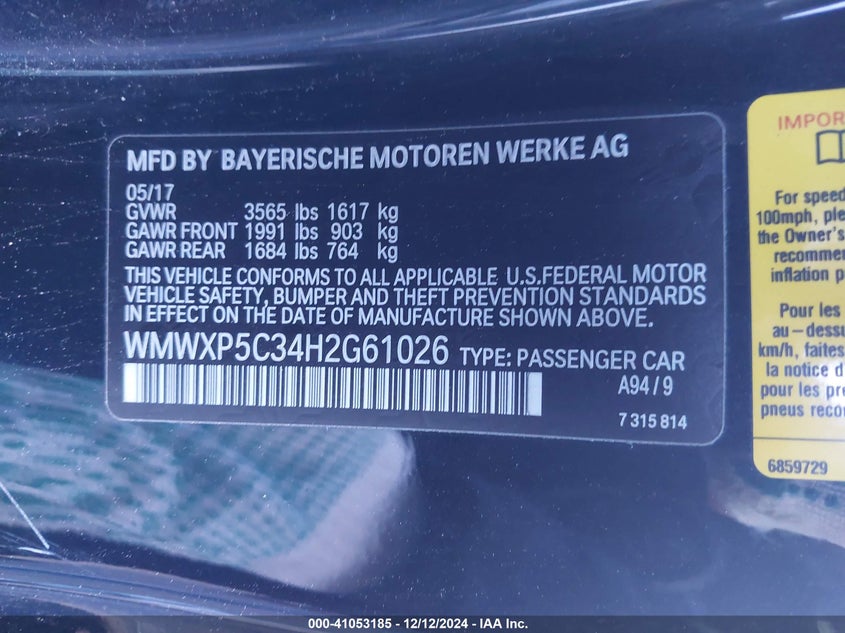 MFD BY BAYERISCHE MOTOREN WERKE AG
05/17
GVWR 3565 lbs 1617 kg
GAWR FRONT 1991 lbs 903 kg
GAWR REAR 1684 lbs 764 kg
THIS VEHICLE CONFORMS TO ALL APPLICABLE U.S.FEDERAL MOTOR
VEHICLE SAFETY, BUMPER AND THEFT PREVENTION STANDARDS
IN EFFECT ON THE DATE OF MANUFACTURE SHOWN ABOVE.
WMWXP5C34H2G61026 TYPE: PASSENGER CAR
A94/9
7 315 814
For speed
100mph, ple
the Owner's
recomme
inflation p
Pour les
au-dessu
km/h, faites
la notice d'
pour les pre
pneus reco
6859729
000-41053185 - 12/12/2024 - IAA Inc.